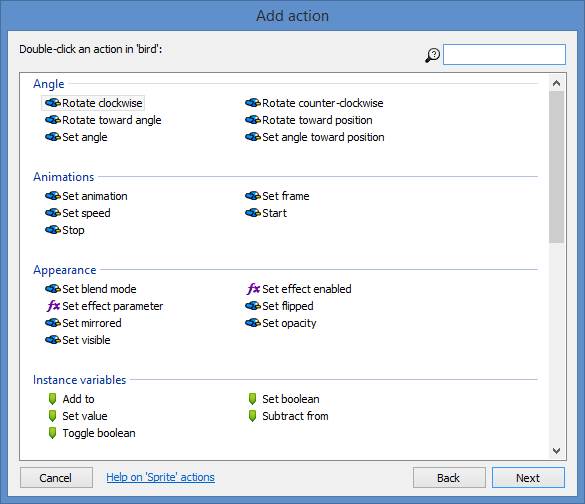 Add action
Double-click an action in 'bird':
Angle
Rotate clockwise Rotate counter-clockwise
Rotate toward angle Rotate toward position
Set angle Set angle toward position
Animations
Set animation Set frame
Set speed Start
Stop
Appearance
Set blend mode fx Set effect enabled
fx Set effect parameter Set flipped
Set mirrored Set opacity
Set visible
Instance variables
Add to Set boolean
Set value Subtract from
Toggle boolean
Cancel Help on 'Sprite' actions Back Next